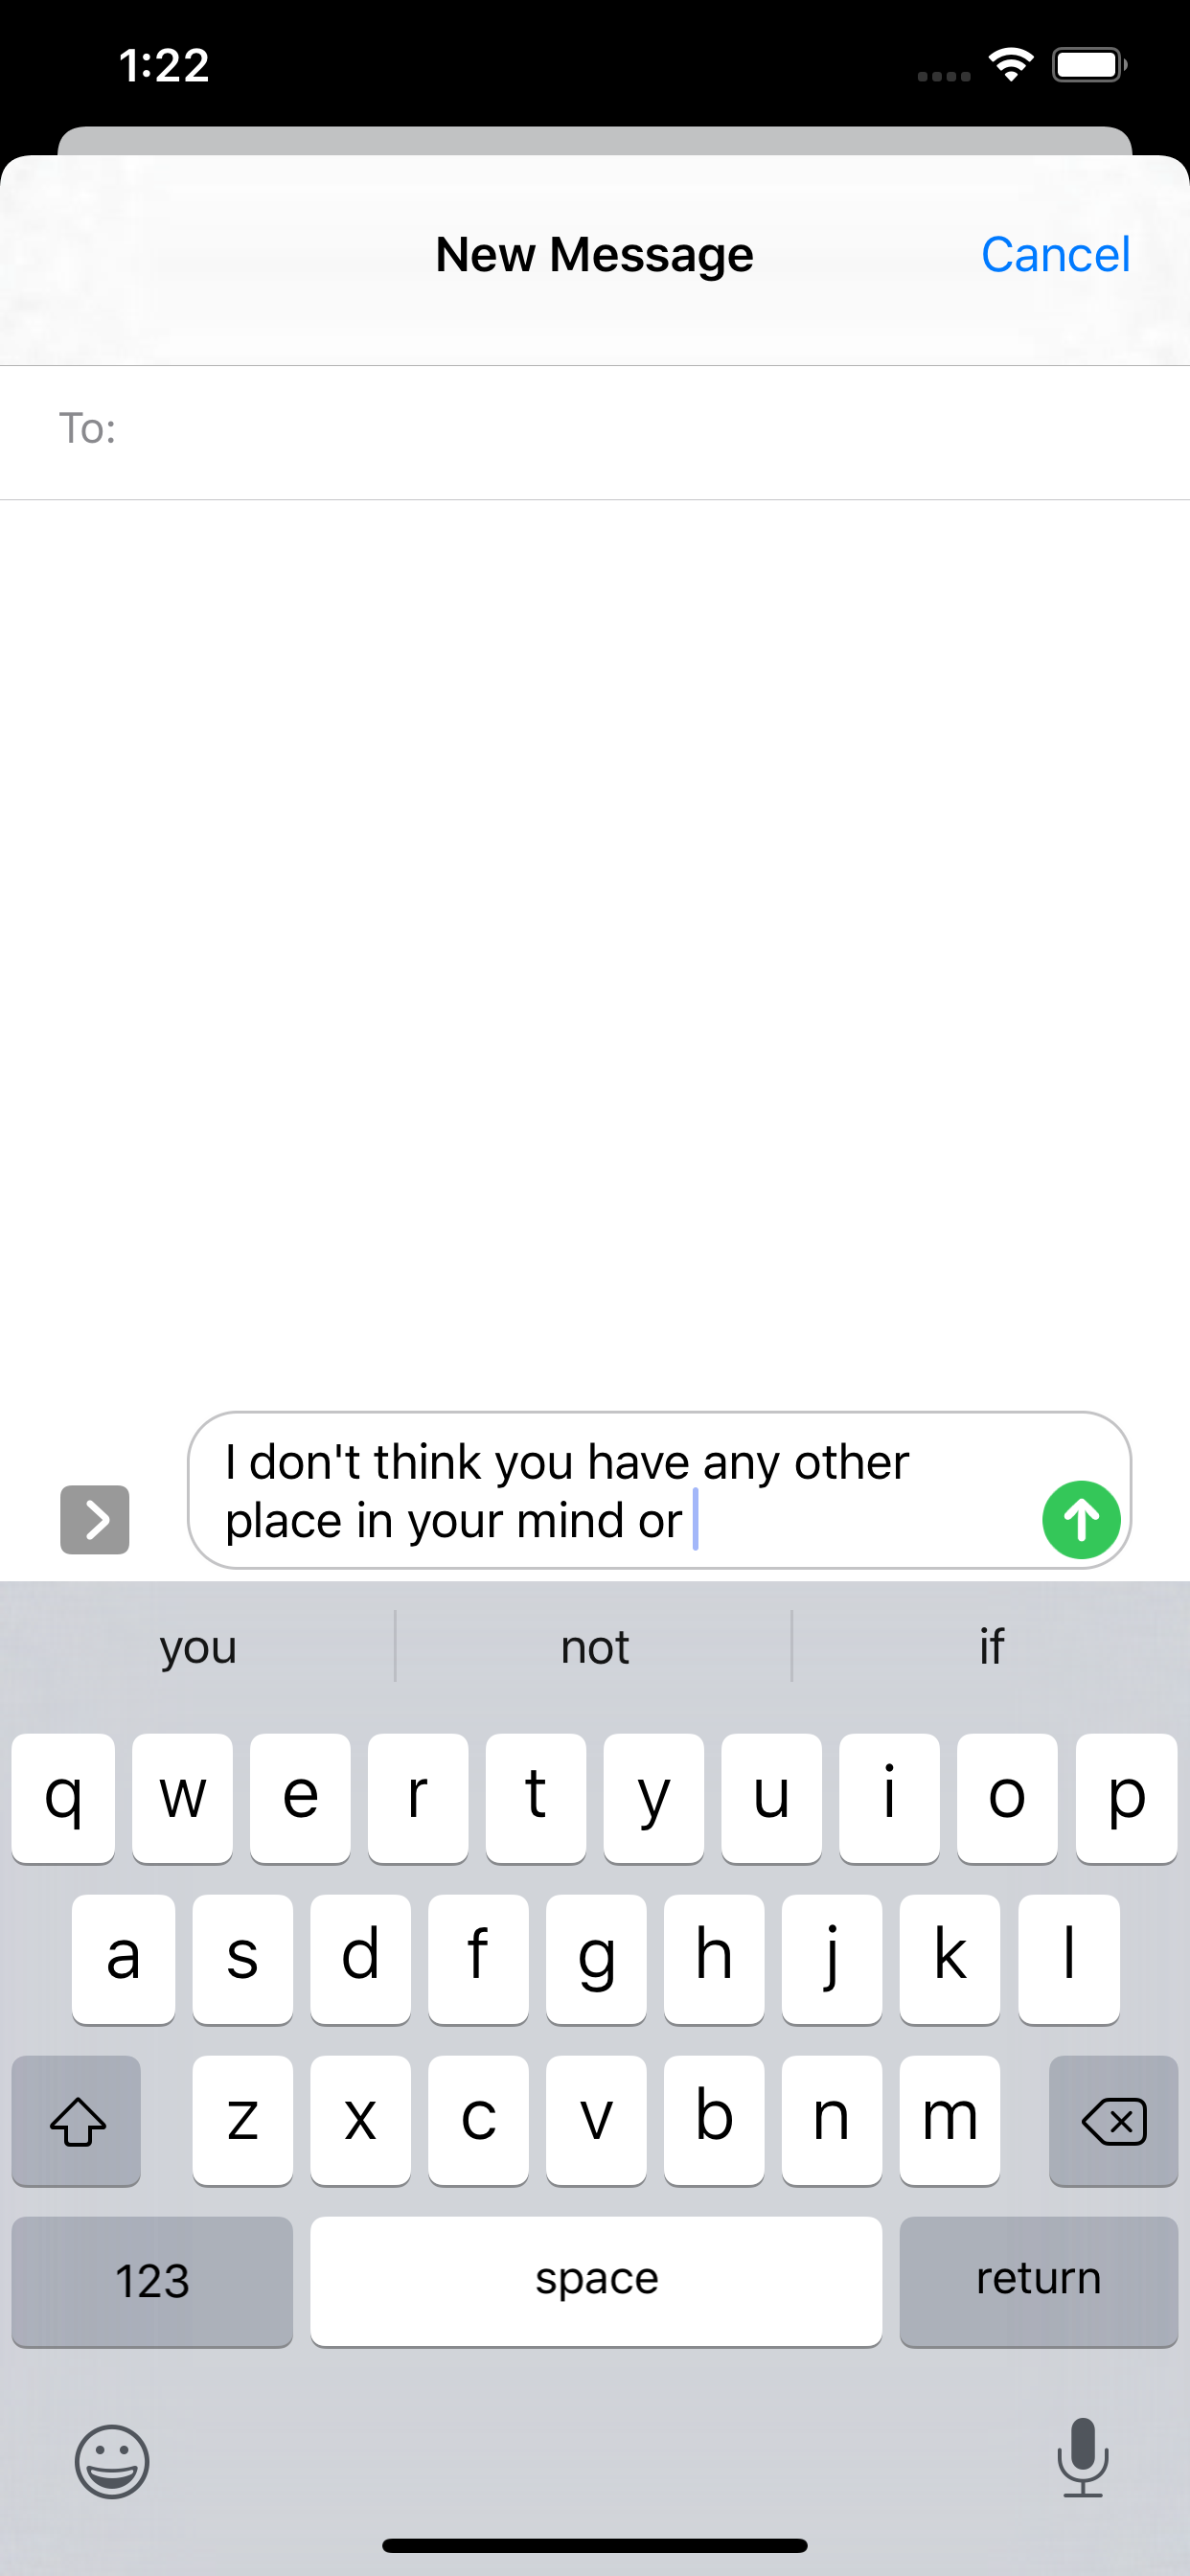 1:22
New Message
Cancel
To:
I don't think you have any other
place in your mind or
you not if
q w e r t y u i o p
a s d f g h j k l
z x c v b n m
123 space return